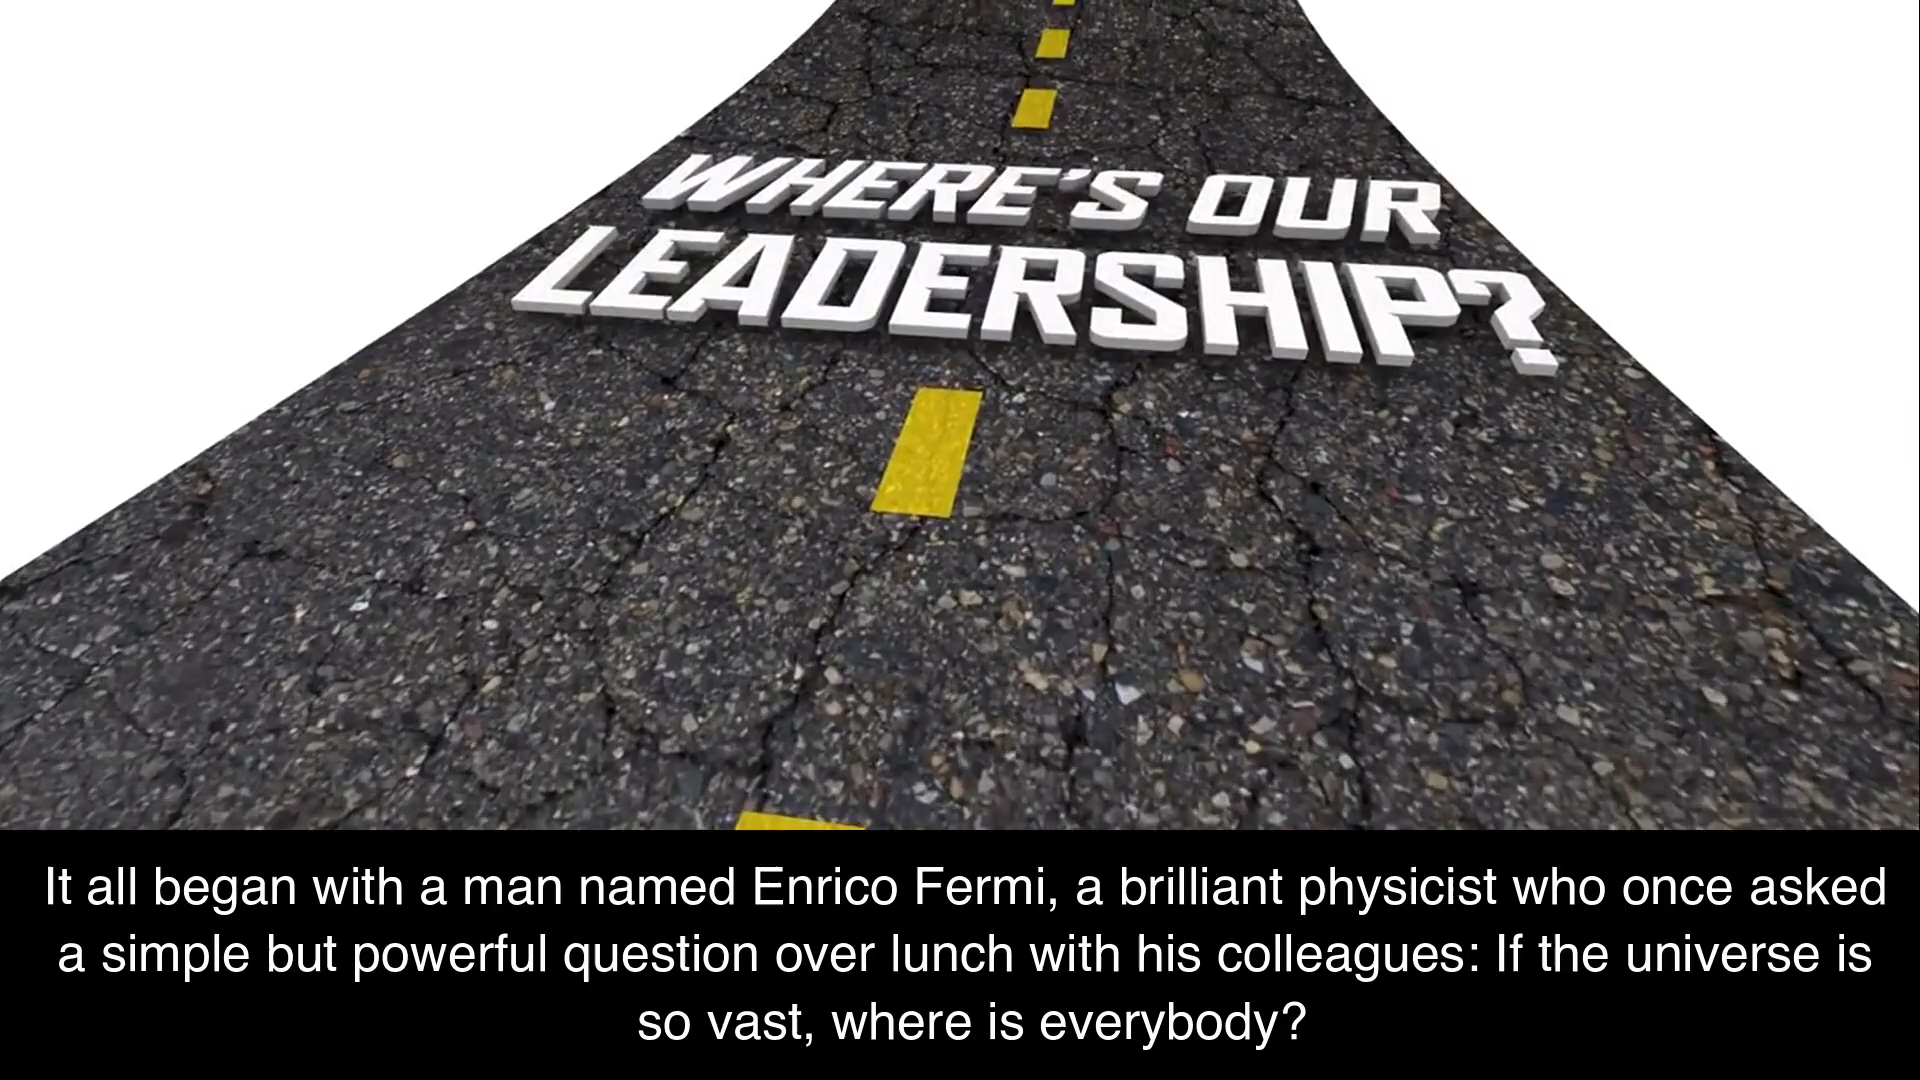 WHERE'S OUR
LEADERSHIP?
It all began with a man named Enrico Fermi, a brilliant physicist who once asked
a simple but powerful question over lunch with his colleagues: If the universe is
so vast, where is everybody?